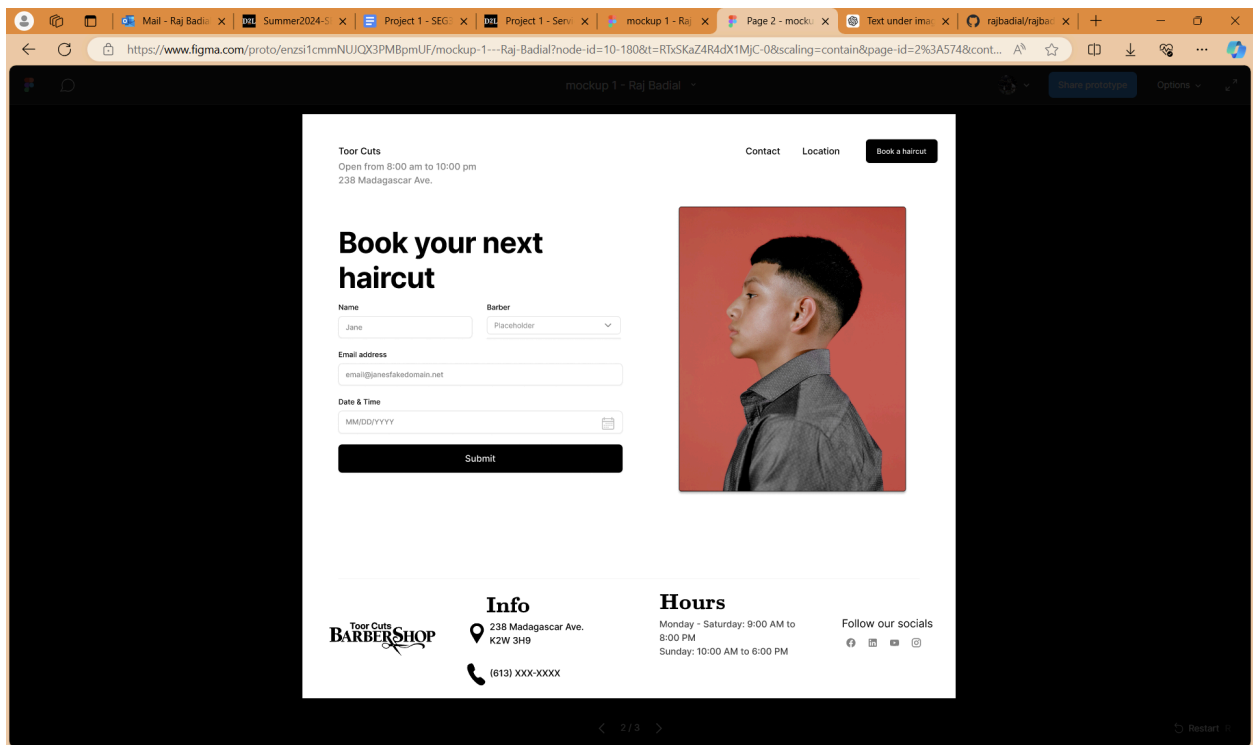 Mail - Raj Badia
Summer2024-S
Project 1 - SEG3
Project 1 - Servi
mockup 1 - Raj
Page 2 - mocku
Text under imag
rajbadial/rajbad
https://www.figma.com/proto/enzsi1cmmNUJQX3PMBpmUF/mockup-1---Raj-Badial?node-id=10-180&t=RTxSKaZ4R4dX1MjC-0&scaling=contain&page-id=2%3A574&cont...
mockup 1 - Raj Badial
Share prototype
Options
Toor Cuts
Open from 8:00 am to 10:00 pm
238 Madagascar Ave.
Contact
Location
Book a haircut
Book your next
haircut
Name
Barber
Jane
Placeholder
Email address
email@janesfakedomain.net
Date & Time
MM/DD/YYYY
Submit
Toor Cuts
BARBERSHOP
Info
238 Madagascar Ave.
K2W 3H9
(613) XXX-XXXX
Hours
Monday - Saturday: 9:00 AM to
8:00 PM
Sunday: 10:00 AM to 6:00 PM
Follow our socials
2/3
Restart